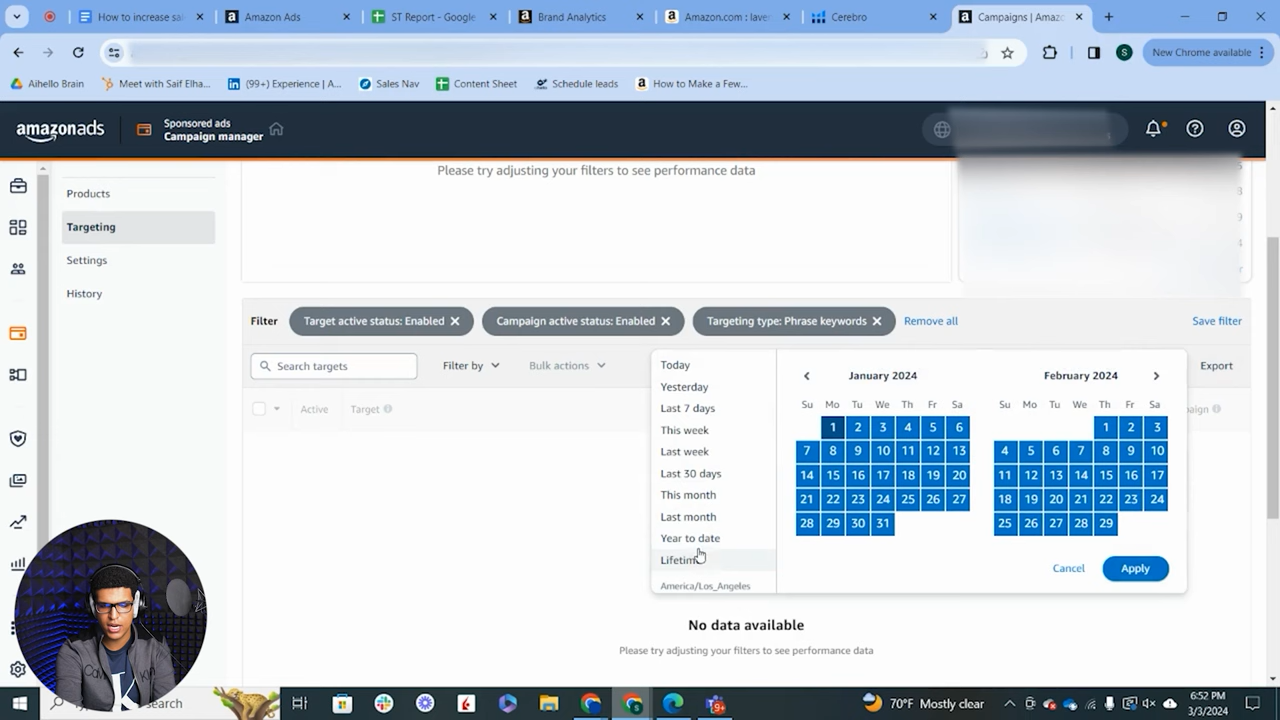 How to increase sa
Amazon Ads
ST Report - Google
Brand Analytics
Amazon.com : lave
Cerebro
Campaigns | Amaz
New Chrome available
Aihello Brain
Meet with Saif Elha...
(99+) Experience | A...
Sales Nav
Content Sheet
Schedule leads
How to Make a Few...
amazonads
Sponsored ads
Campaign manager
Please try adjusting your filters to see performance data
Products
Targeting
Settings
History
Filter
Target active status: Enabled
Campaign active status: Enabled
Targeting type: Phrase keywords
Remove all
Save filter
Search targets
Filter by
Bulk actions
Export
Active
Target
aign
Today
Yesterday
Last 7 days
This week
Last week
Last 30 days
This month
Last month
Year to date
Lifetim
America/Los_Angeles
January 2024
Su Mo Tu We Th Fr Sa
1 2 3 4 5 6
7 8 9 10 11 12 13
14 15 16 17 18 19 20
21 22 23 24 25 26 27
28 29 30 31
February 2024
Su Mo Tu We Th Fr Sa
1 2 3
4 5 6 7 8 9 10
11 12 13 14 15 16 17
18 19 20 21 22 23 24
25 26 27 28 29
Cancel
Apply
No data available
Please try adjusting your filters to see performance data
earch
70°F Mostly clear
6:52 PM
3/3/2024